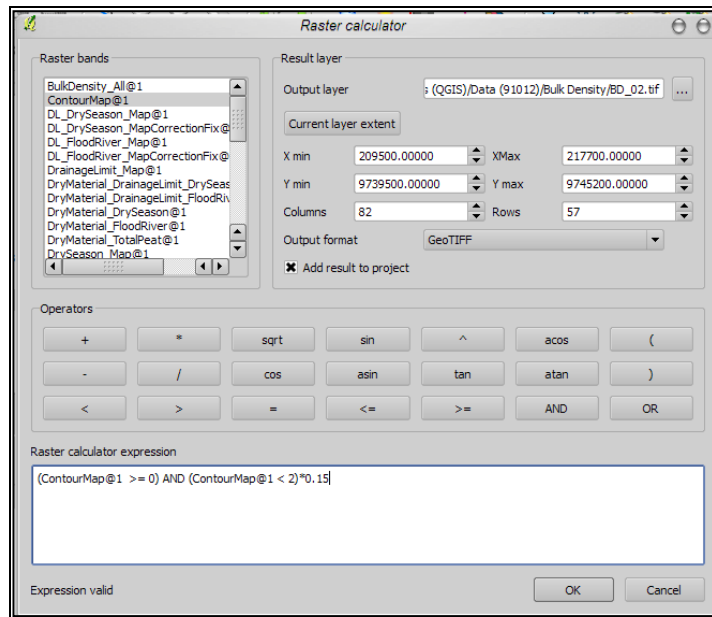 Raster calculator
Raster bands
BulkDensity_All@1
ContourMap@1
DL_DrySeason_Map@1
DL_DrySeason_MapCorrectionFix@
DL_FloodRiver_Map@1
DL_FloodRiver_MapCorrectionFix@
DrainageLimit_Map@1
DryMaterial_DrainageLimit_DrySeas
DryMaterial_DrainageLimit_FloodRiv
DryMaterial_DrySeason@1
DryMaterial_FloodRiver@1
DryMaterial_TotalPeat@1
DrySeason_Map@1
Result layer
Output layer
s (QGIS)/Data (91012)/Bulk Density/BD_02.tif
...
Current layer extent
X min 209500.00000 XMax 217700.00000
Y min 9739500.00000 Y max 9745200.00000
Columns 82 Rows 57
Output format GeoTIFF
Add result to project
Operators
+ * sqrt sin ^ acos (
- / cos asin tan atan )
< > = <= >= AND OR
Raster calculator expression
(ContourMap@1 >= 0) AND (ContourMap@1 < 2)*0.15
Expression valid
OK Cancel